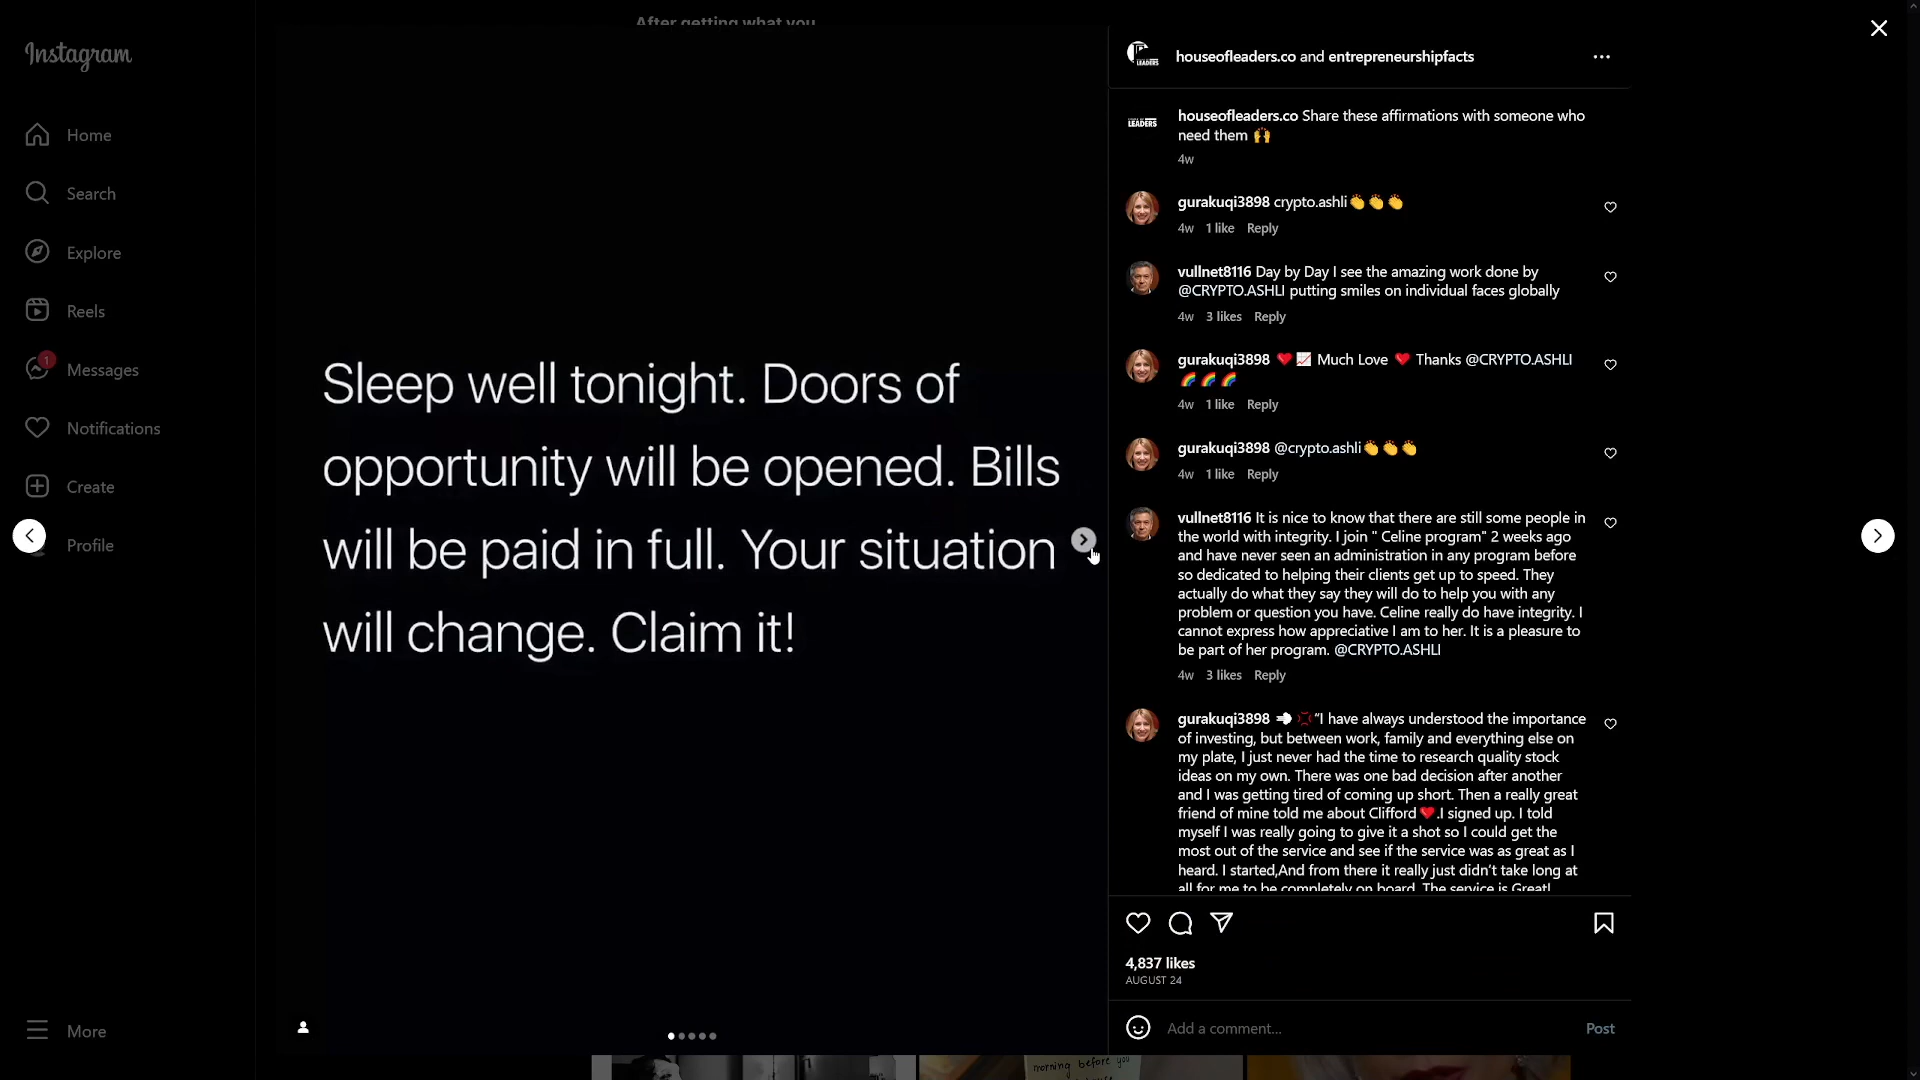 After getting what you
Instagram
Home
Search
Explore
Reels
1
Messages
Notifications
Create
Profile
More
Sleep well tonight. Doors of
opportunity will be opened. Bills
will be paid in full. Your situation
will change. Claim it!
LEADERS
houseofleaders.co and entrepreneurshipfacts
LEADERS
houseofleaders.co Share these affirmations with someone who
need them 🙌
4w
gurakuqi3898 crypto.ashli👏👏👏
4w 1 like Reply
vullnet8116 Day by Day I see the amazing work done by
@CRYPTO.ASHLI putting smiles on individual faces globally
4w 3 likes Reply
gurakuqi3898 ❤️📈 Much Love ❤️ Thanks @CRYPTO.ASHLI
🌈🌈🌈
4w 1 like Reply
gurakuqi3898 @crypto.ashli👏👏👏
4w 1 like Reply
vullnet8116 It is nice to know that there are still some people in
the world with integrity. I join " Celine program" 2 weeks ago
and have never seen an administration in any program before
so dedicated to helping their clients get up to speed. They
actually do what they say they will do to help you with any
problem or question you have. Celine really do have integrity. I
cannot express how appreciative I am to her. It is a pleasure to
be part of her program. @CRYPTO.ASHLI
4w 3 likes Reply
gurakuqi3898 💨💢“I have always understood the importance
of investing, but between work, family and everything else on
my plate, I just never had the time to research quality stock
ideas on my own. There was one bad decision after another
and I was getting tired of coming up short. Then a really great
friend of mine told me about Clifford❤️.I signed up. I told
myself I was really going to give it a shot so I could get the
most out of the service and see if the service was as great as I
heard. I started,And from there it really just didn’t take long at
all for me to be completely on board. The service is Great!
4,837 likes
AUGUST 24
Add a comment...
Post
morning before you